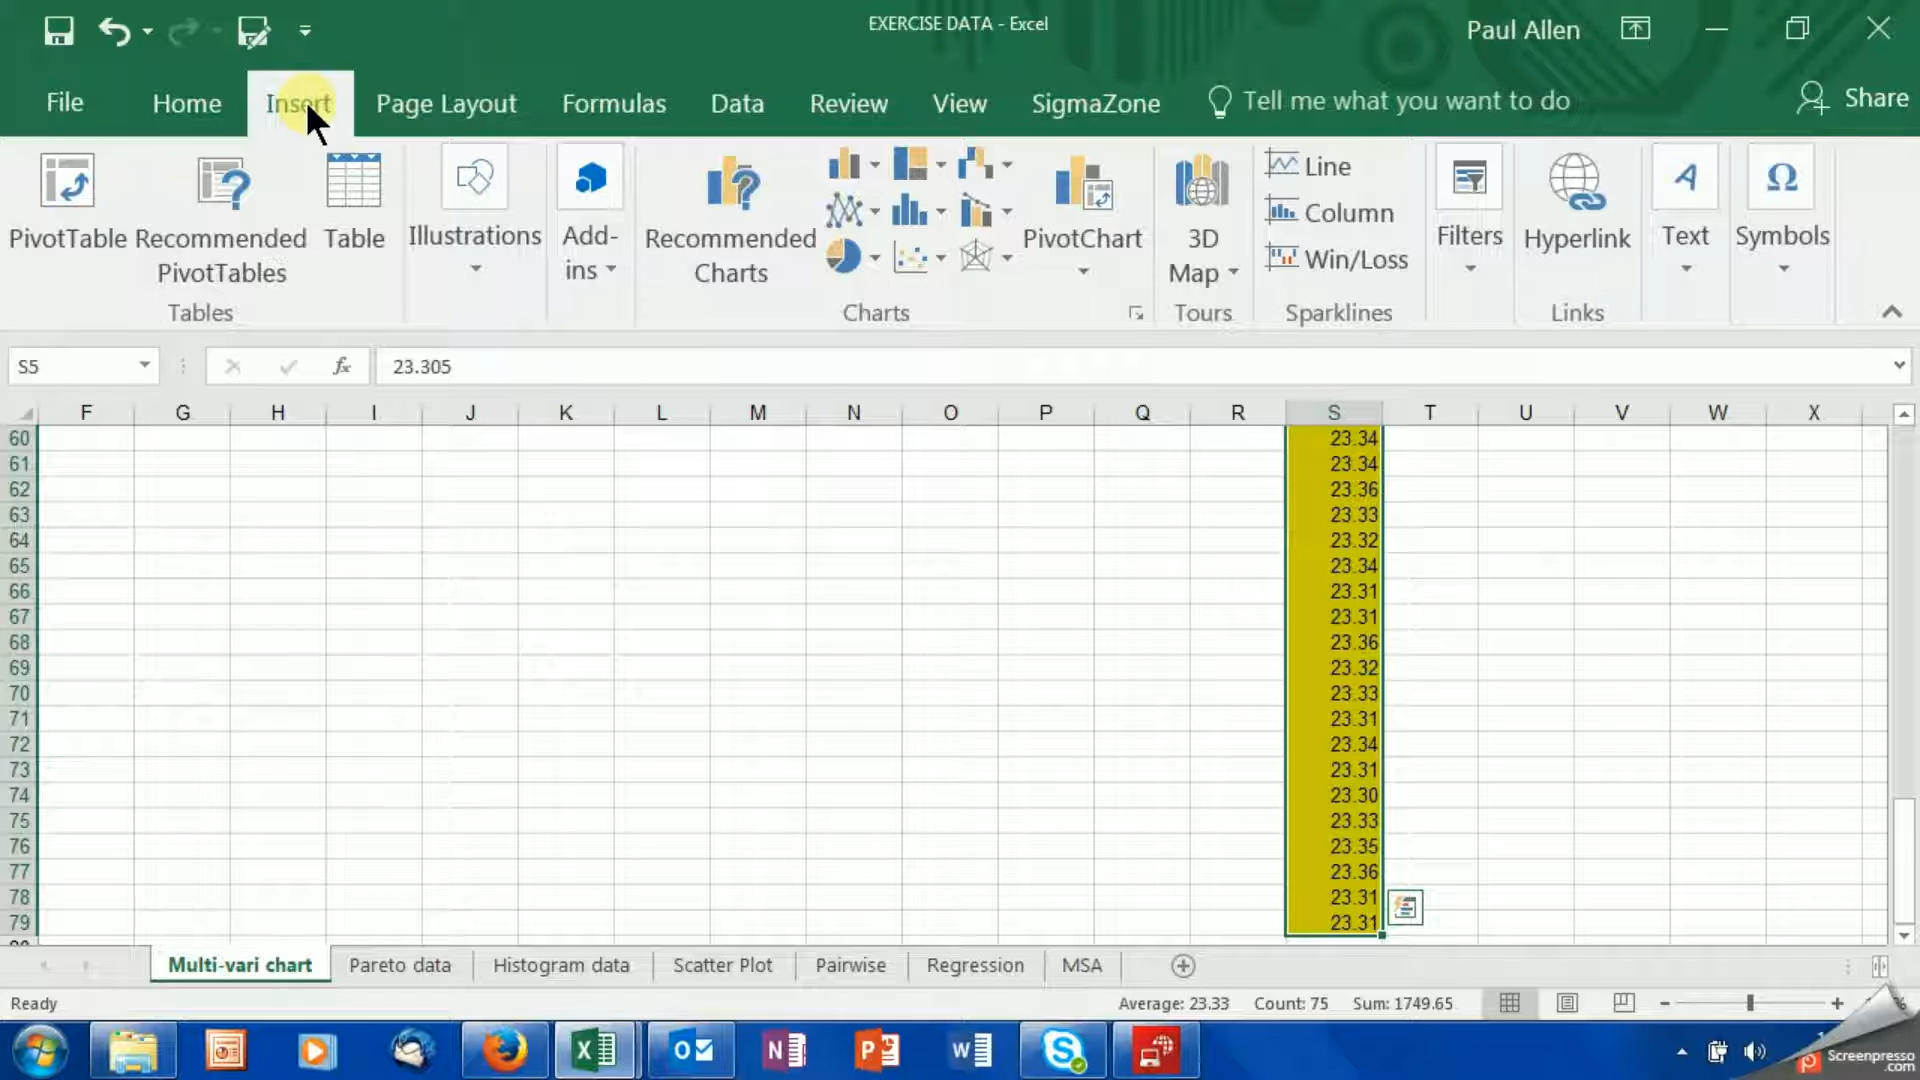 EXERCISE DATA - Excel
Paul Allen
File Home Insert Page Layout Formulas Data Review View SigmaZone Tell me what you want to do Share
PivotTable
Recommended
PivotTables
Table
Tables
Illustrations
Add-
ins
Recommended
Charts
PivotChart
Charts
3D
Map
Tours
Line
Column
Win/Loss
Sparklines
Filters
Hyperlink
Links
Text
Symbols
S5 fx 23.305
F G H I J K L M N O P Q R S T U V W X
60 23.34
61 23.34
62 23.36
63 23.33
64 23.32
65 23.34
66 23.31
67 23.31
68 23.36
69 23.32
70 23.33
71 23.31
72 23.34
73 23.31
74 23.30
75 23.33
76 23.35
77 23.36
78 23.31
79 23.31
Multi-vari chart Pareto data Histogram data Scatter Plot Pairwise Regression MSA
Ready Average: 23.33 Count: 75 Sum: 1749.65
Screenpresso
.com